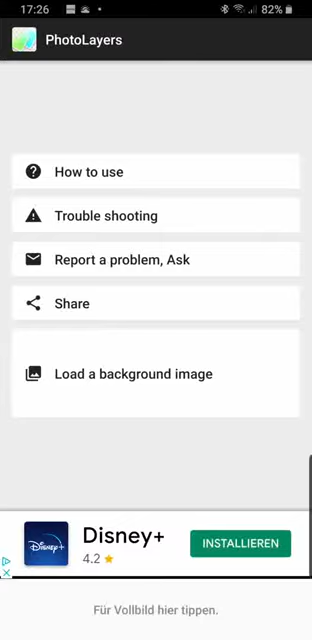 17:26
82%
PhotoLayers
How to use
Trouble shooting
Report a problem, Ask
Share
Load a background image
Disney+
Disney+
4.2
INSTALLIEREN
Für Vollbild hier tippen.